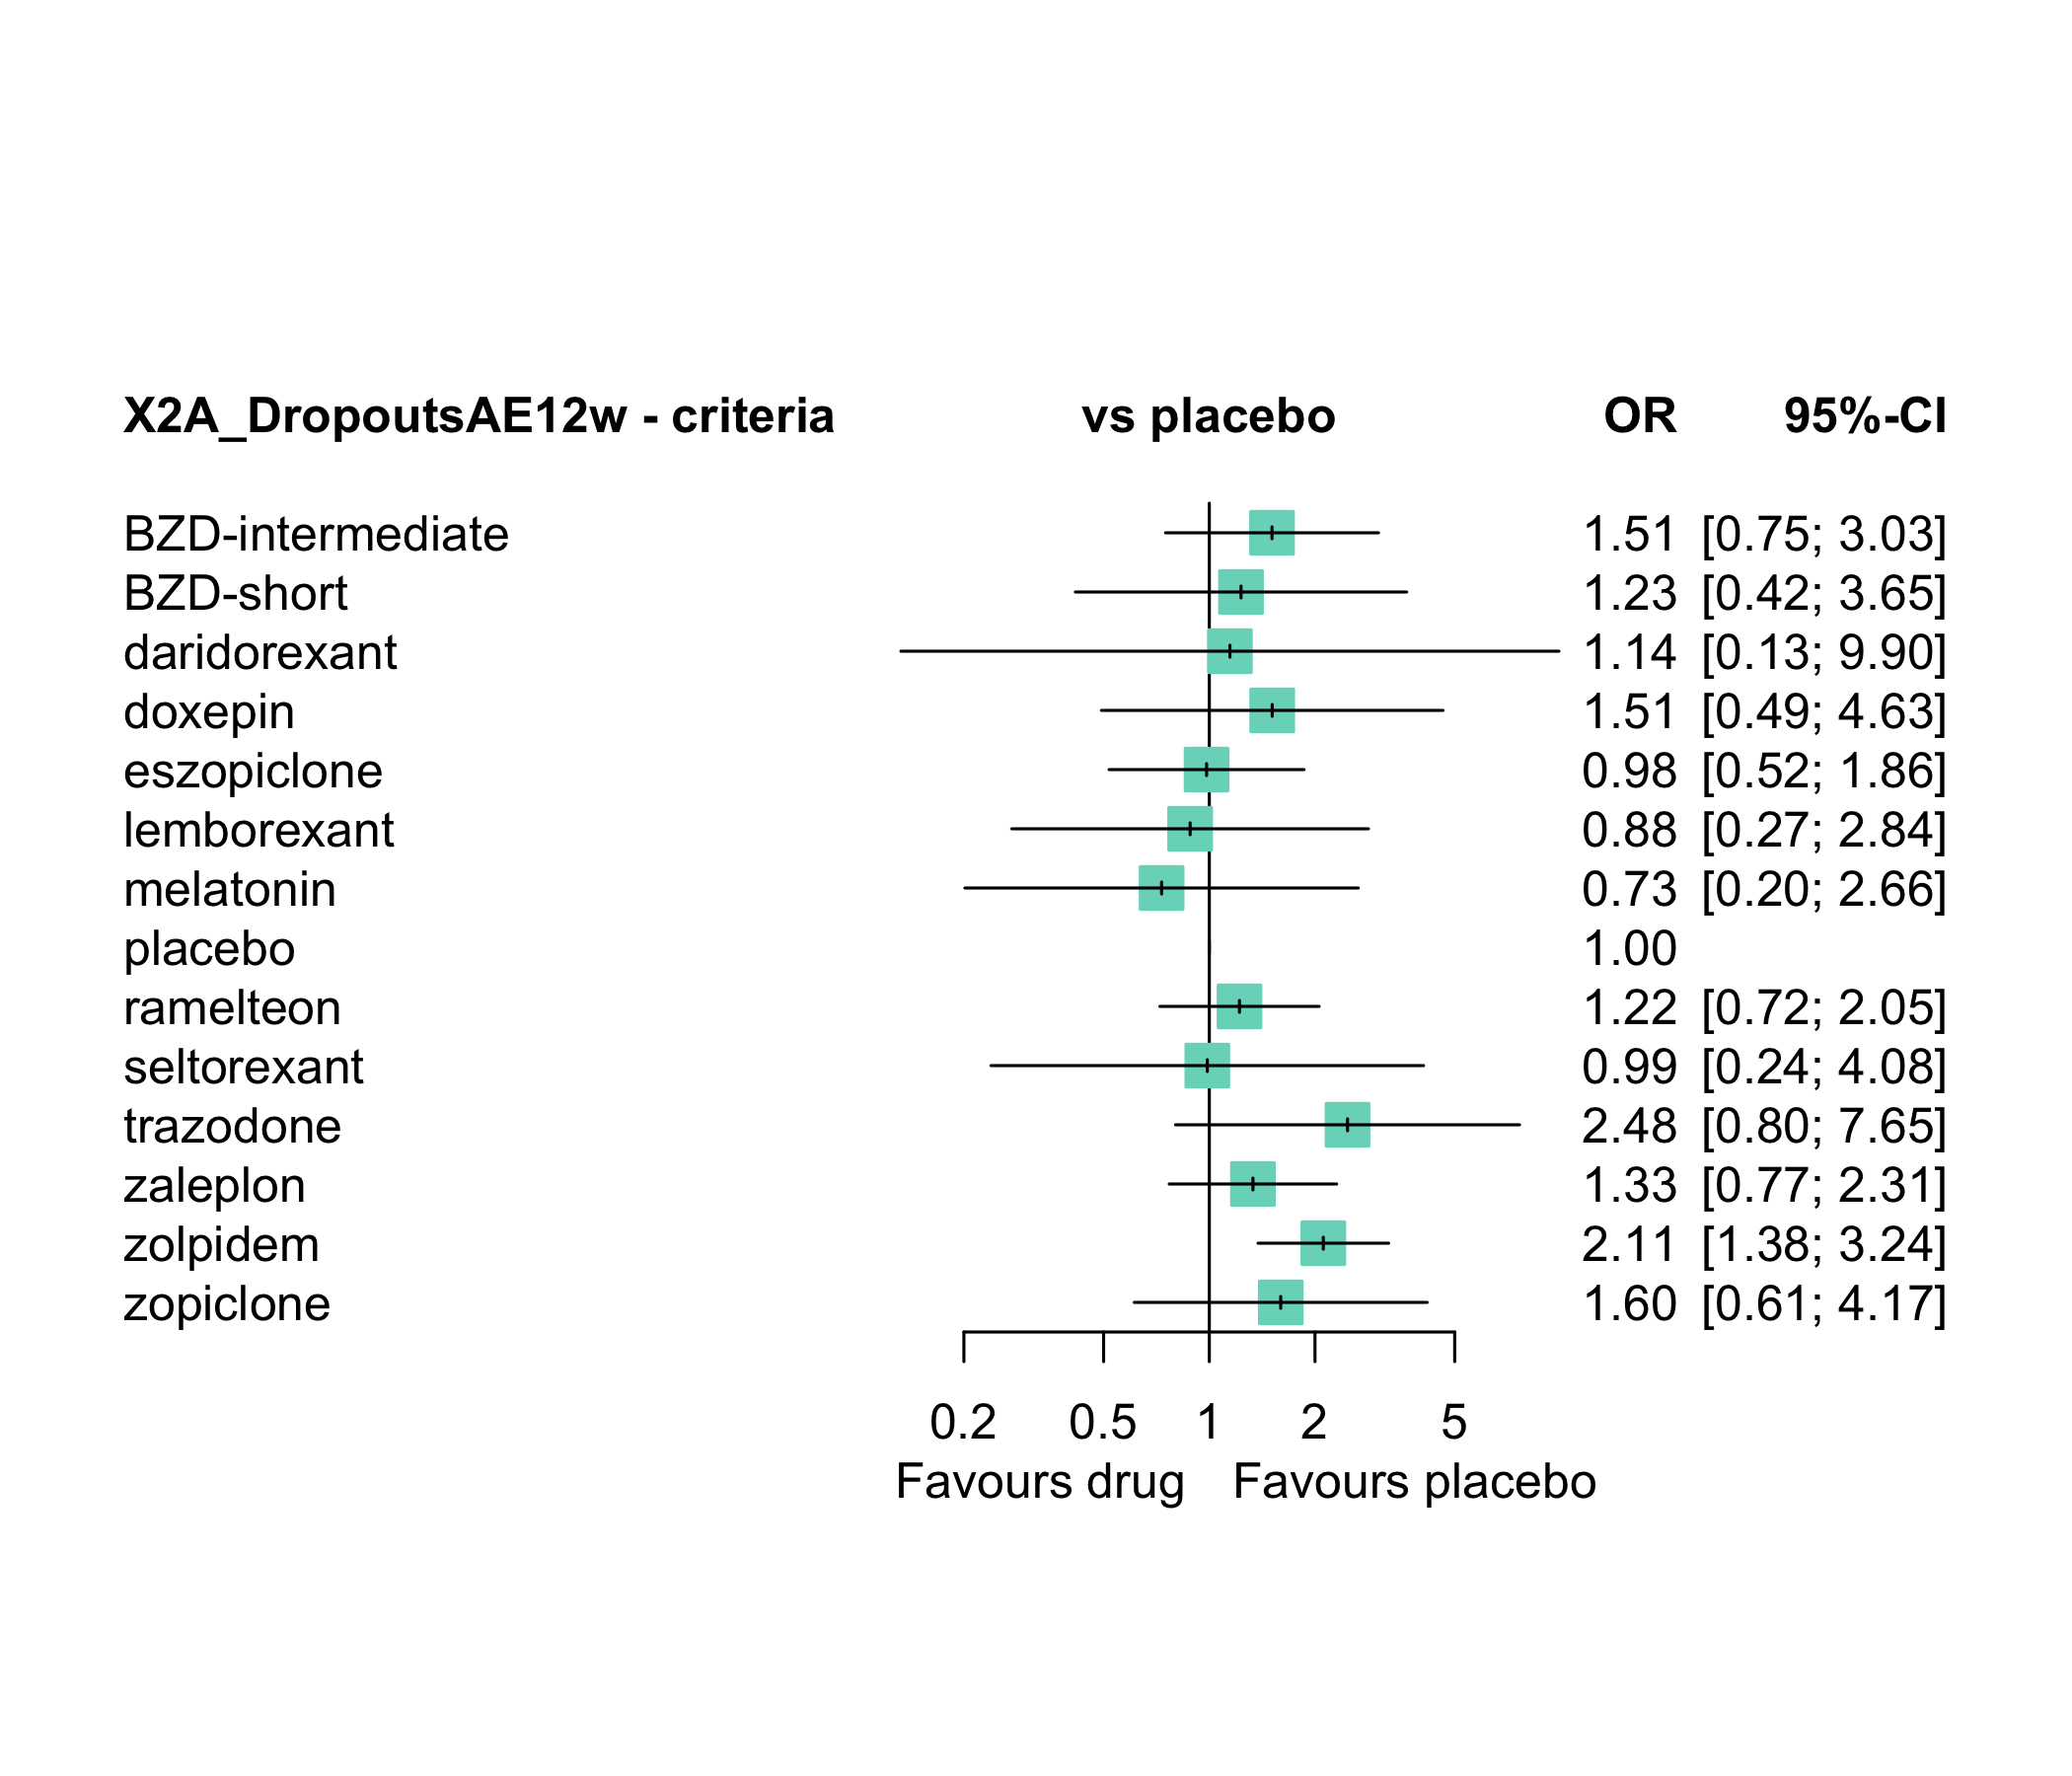 X2A_DropoutsAE12w - criteria vs placebo OR 95%-CI
BZD-intermediate 1.51 [0.75; 3.03]
BZD-short 1.23 [0.42; 3.65]
daridorexant 1.14 [0.13; 9.90]
doxepin 1.51 [0.49; 4.63]
eszopiclone 0.98 [0.52; 1.86]
lemborexant 0.88 [0.27; 2.84]
melatonin 0.73 [0.20; 2.66]
placebo 1.00
ramelteon 1.22 [0.72; 2.05]
seltorexant 0.99 [0.24; 4.08]
trazodone 2.48 [0.80; 7.65]
zaleplon 1.33 [0.77; 2.31]
zolpidem 2.11 [1.38; 3.24]
zopiclone 1.60 [0.61; 4.17]
0.2 0.5 1 2 5
Favours drug Favours placebo